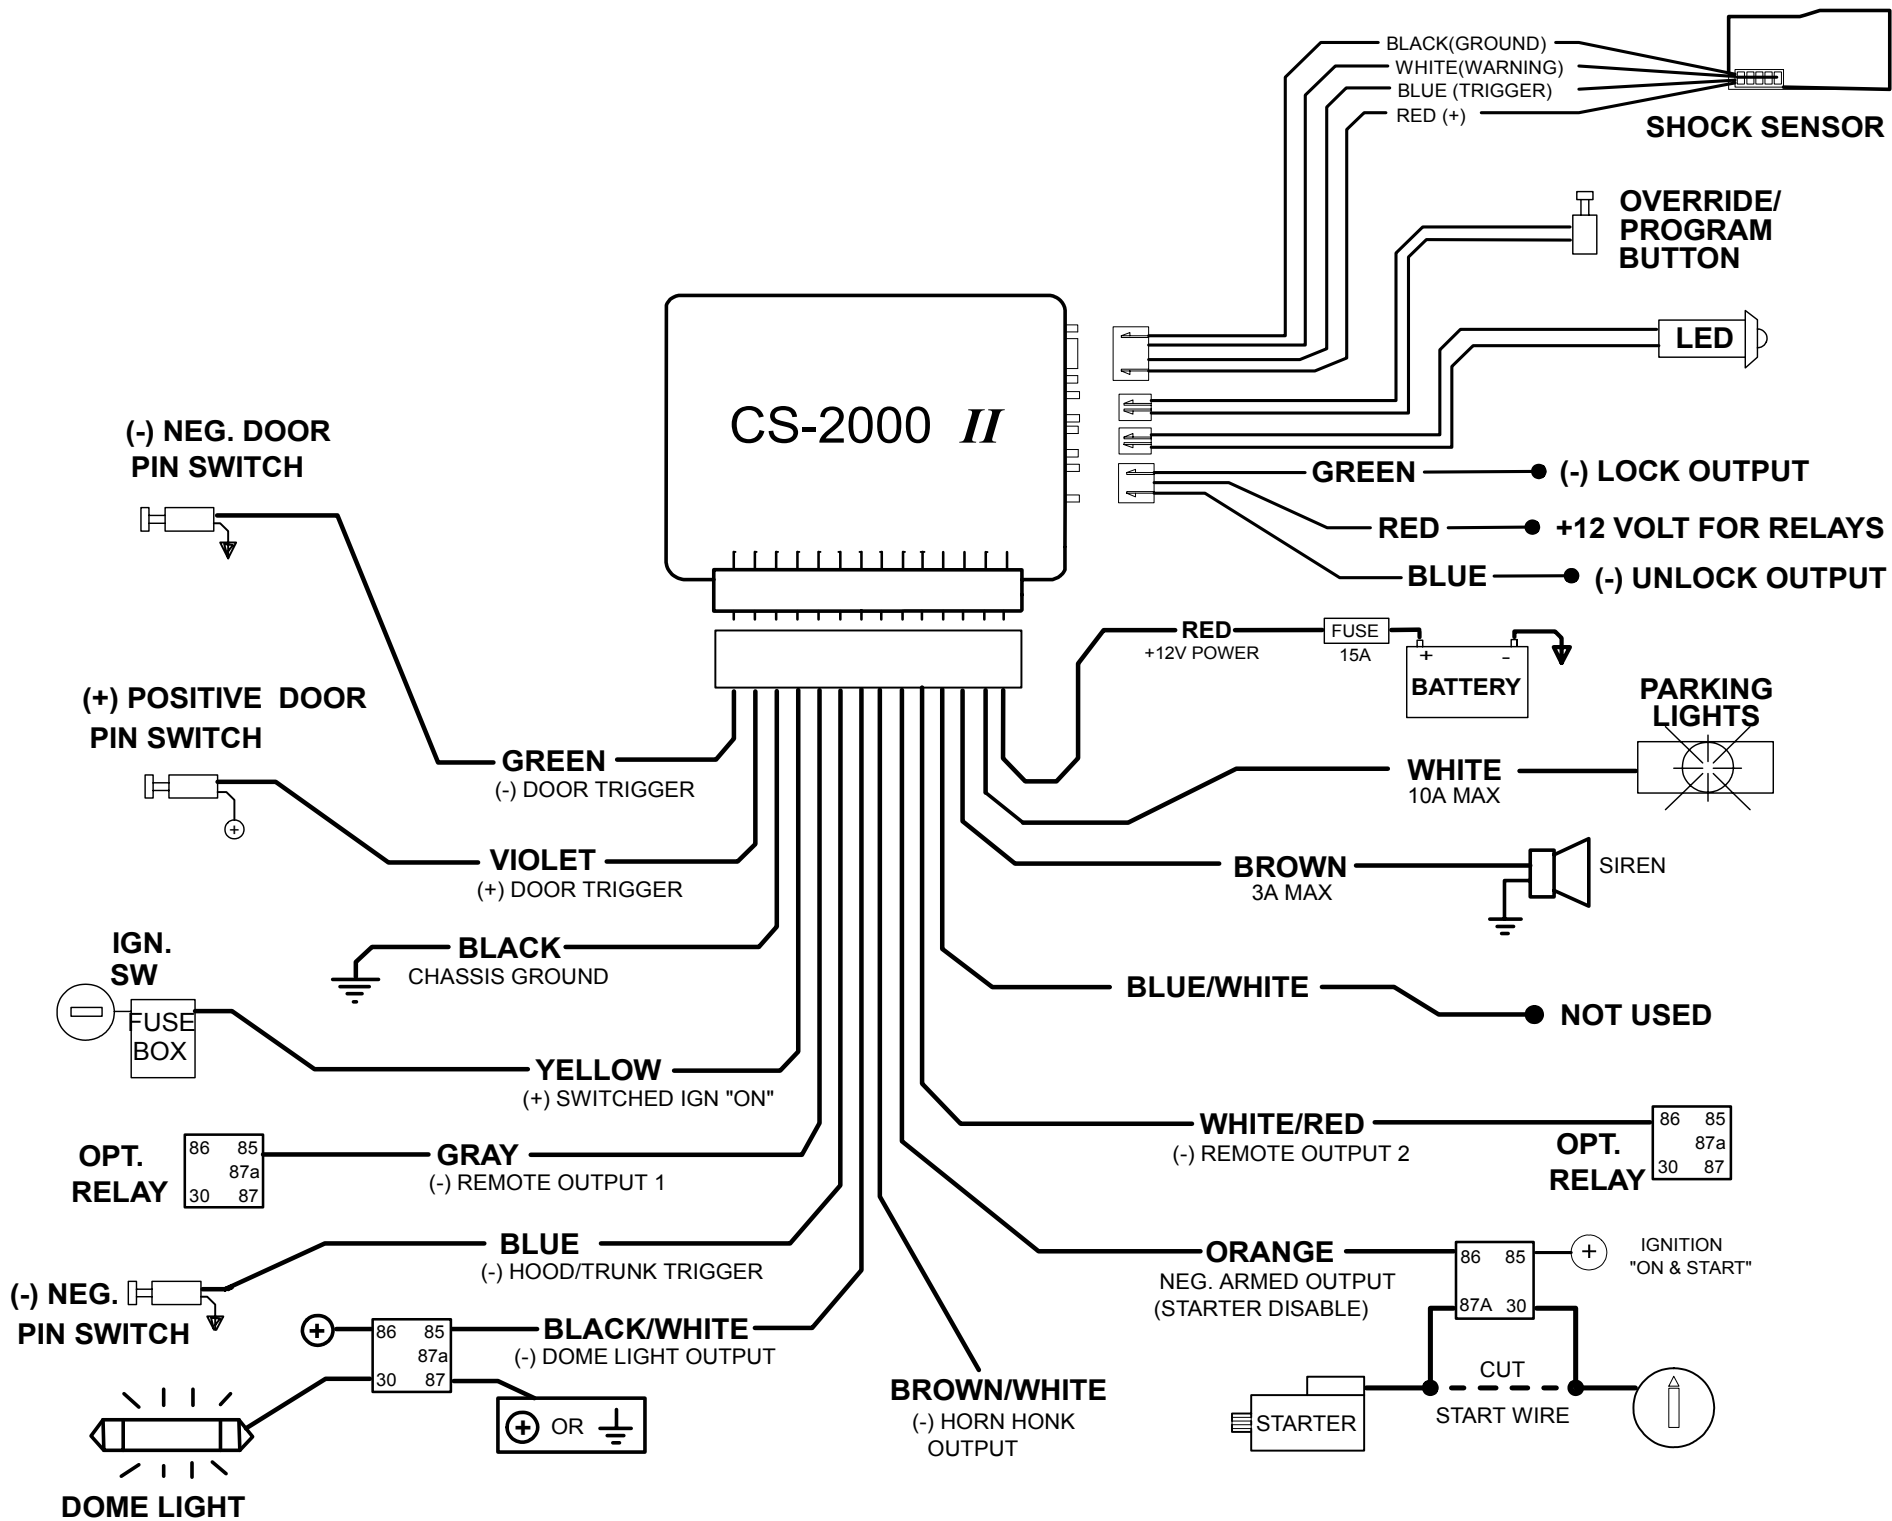 BLACK(GROUND)
WHITE(WARNING)
BLUE (TRIGGER)
RED (+)
SHOCK SENSOR
OVERRIDE/
PROGRAM
BUTTON
LED
CS-2000 II
GREEN
(-) LOCK OUTPUT
RED
+12 VOLT FOR RELAYS
BLUE
(-) UNLOCK OUTPUT
(-) NEG. DOOR
PIN SWITCH
(+) POSITIVE DOOR
PIN SWITCH
+
GREEN
(-) DOOR TRIGGER
VIOLET
(+) DOOR TRIGGER
BLACK
CHASSIS GROUND
IGN.
SW
FUSE
BOX
YELLOW
(+) SWITCHED IGN "ON"
OPT.
RELAY
86 85
87a
30 87
GRAY
(-) REMOTE OUTPUT 1
BLUE
(-) HOOD/TRUNK TRIGGER
(-) NEG.
PIN SWITCH
+
86 85
87a
30 87
BLACK/WHITE
(-) DOME LIGHT OUTPUT
+ OR
DOME LIGHT
BROWN/WHITE
(-) HORN HONK
OUTPUT
RED
+12V POWER
FUSE
15A
+ -
BATTERY
PARKING
LIGHTS
WHITE
10A MAX
BROWN
3A MAX
SIREN
BLUE/WHITE
NOT USED
WHITE/RED
(-) REMOTE OUTPUT 2
OPT.
RELAY
86 85
87a
30 87
ORANGE
NEG. ARMED OUTPUT
(STARTER DISABLE)
86 85
87A 30
+
IGNITION
"ON & START"
CUT
START WIRE
STARTER